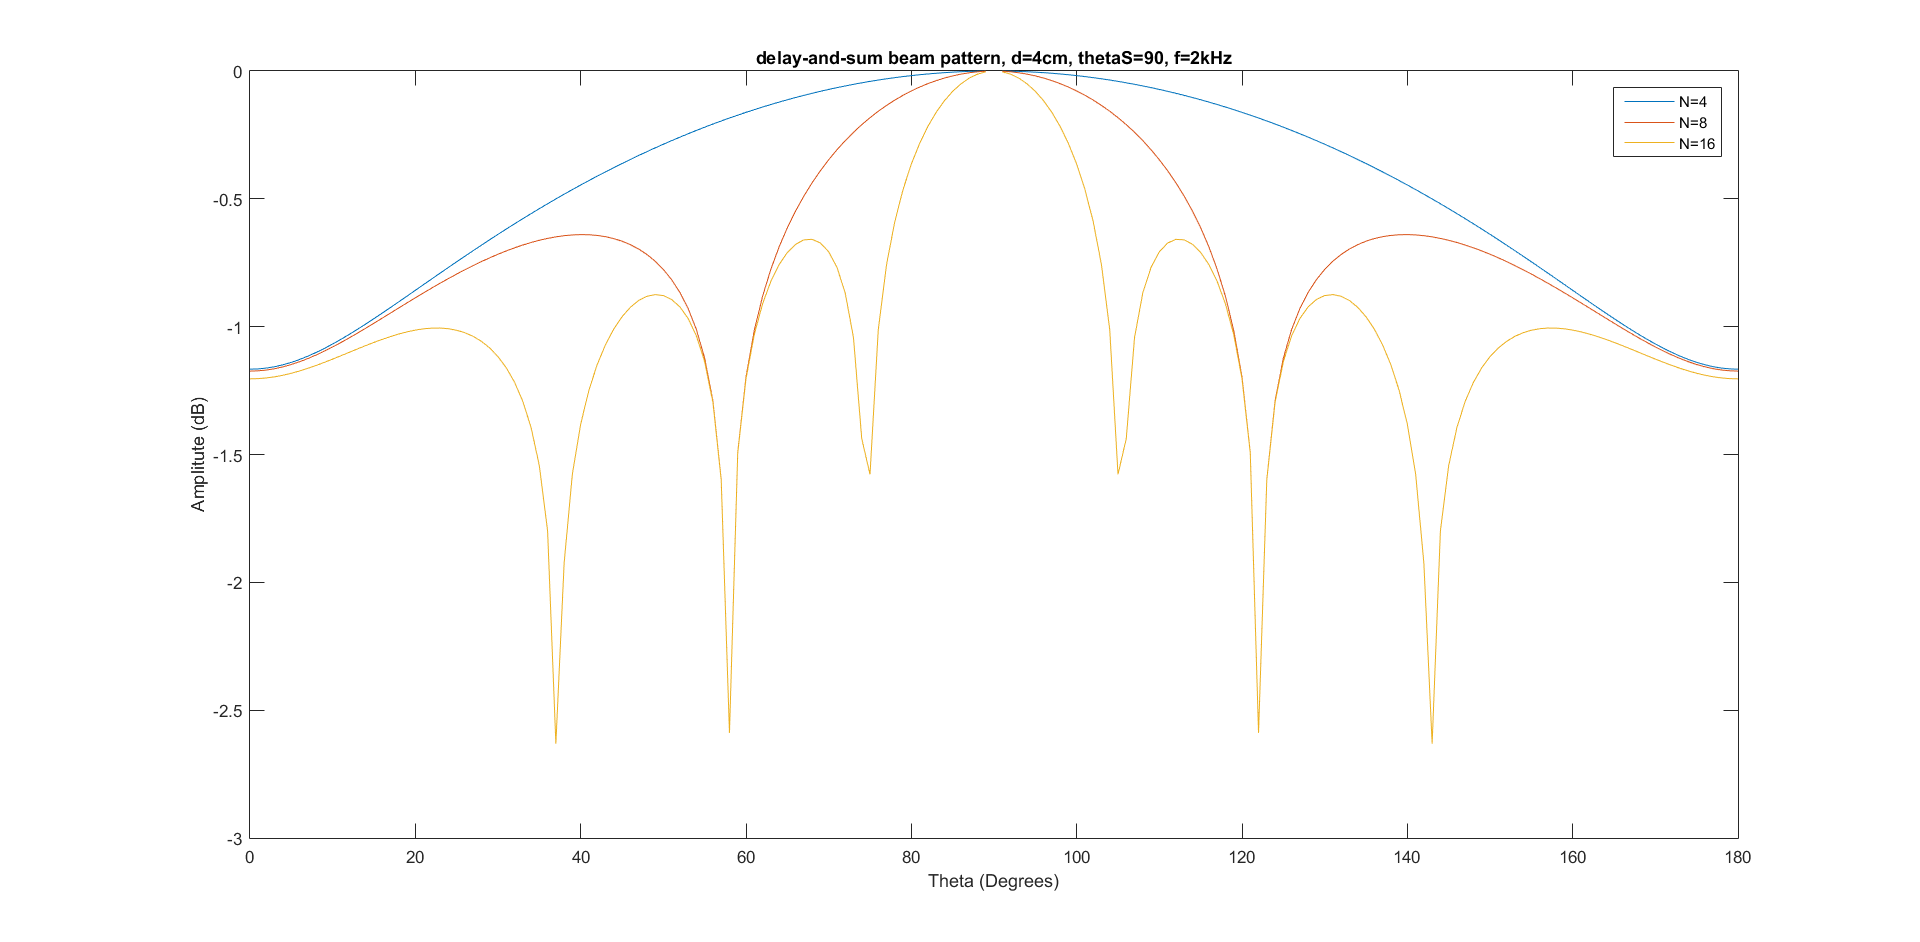 delay-and-sum beam pattern, d=4cm, thetaS=90, f=2kHz
N=4
N=8
N=16
0
-0.5
-1
-1.5
-2
-2.5
-3
Amplitute (dB)
0 20 40 60 80 100 120 140 160 180
Theta (Degrees)